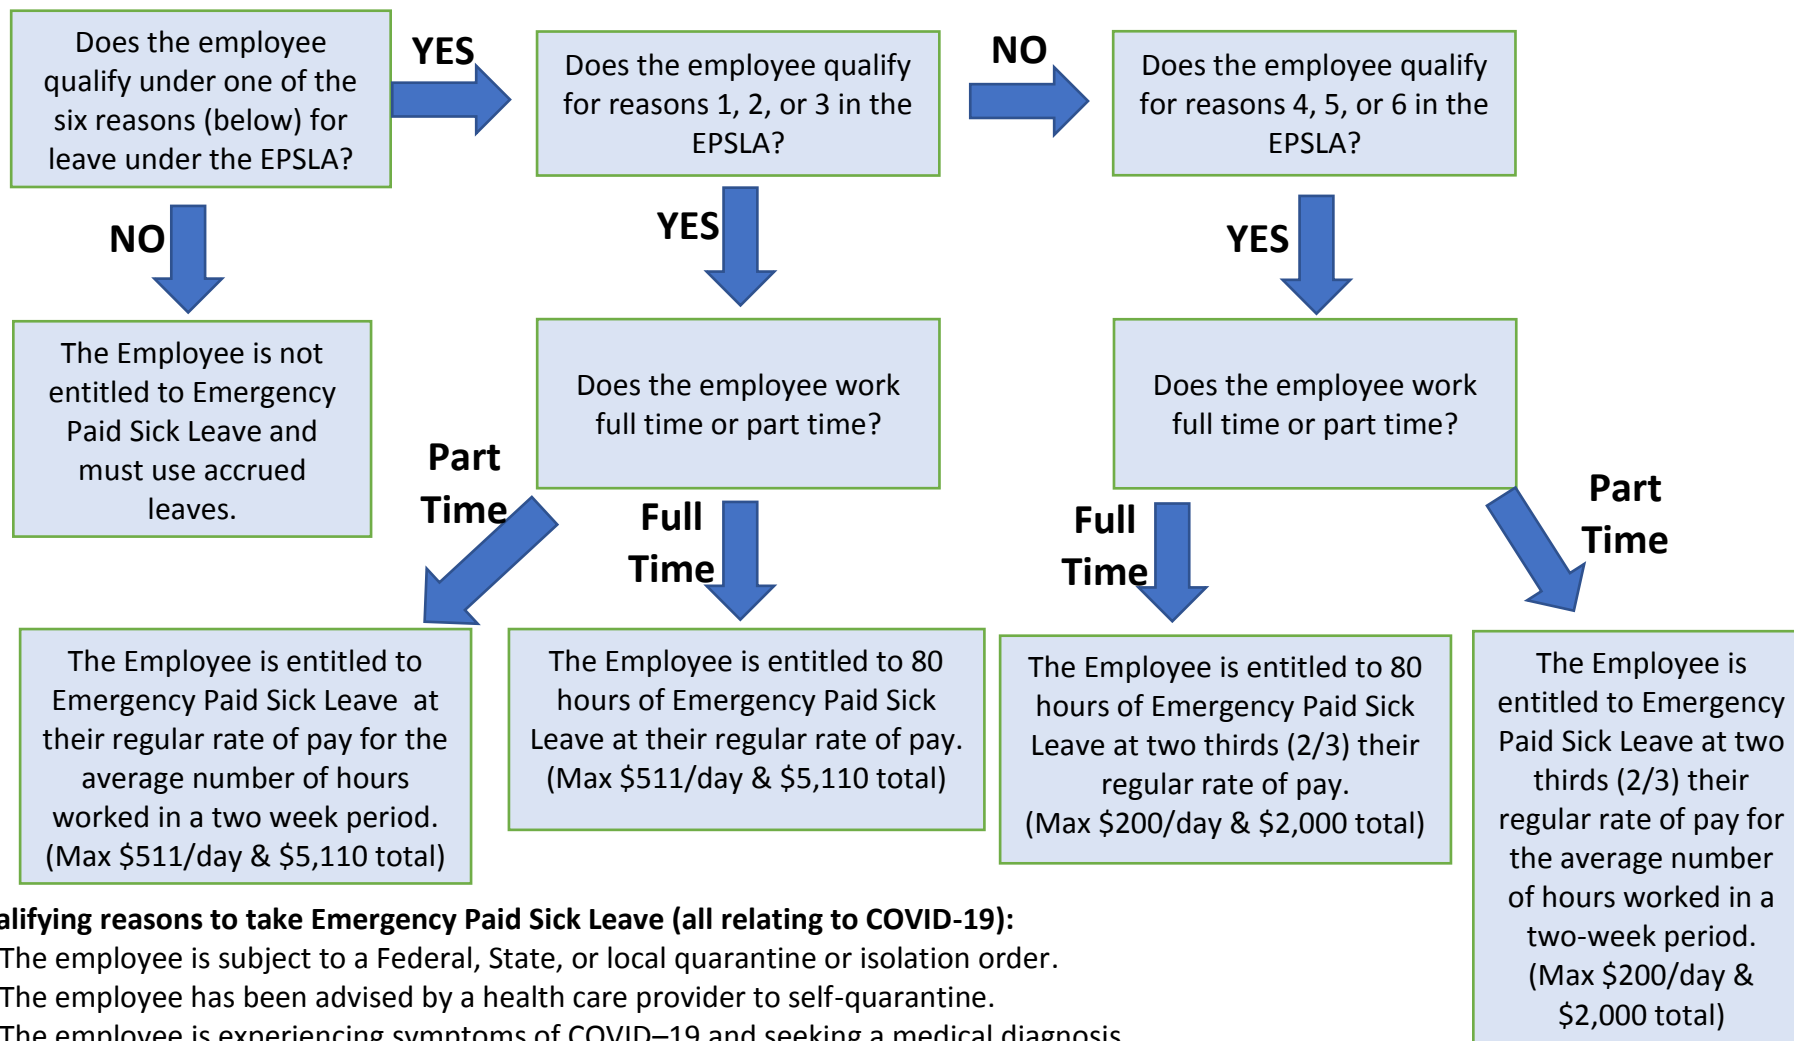 Does the employee
qualify under one of the
six reasons (below) for
leave under the EPSLA?
YES
Does the employee qualify
for reasons 1, 2, or 3 in the
EPSLA?
NO
Does the employee qualify
for reasons 4, 5, or 6 in the
EPSLA?
NO
YES
YES
The Employee is not
entitled to Emergency
Paid Sick Leave and
must use accrued
leaves.
Does the employee work
full time or part time?
Does the employee work
full time or part time?
Part
Time
Full
Time
Full
Time
Part
Time
The Employee is entitled to
Emergency Paid Sick Leave at
their regular rate of pay for the
average number of hours
worked in a two week period.
(Max $511/day & $5,110 total)
The Employee is entitled to 80
hours of Emergency Paid Sick
Leave at their regular rate of pay.
(Max $511/day & $5,110 total)
The Employee is entitled to 80
hours of Emergency Paid Sick
Leave at two thirds (2/3) their
regular rate of pay.
(Max $200/day & $2,000 total)
The Employee is
entitled to Emergency
Paid Sick Leave at two
thirds (2/3) their
regular rate of pay for
the average number
of hours worked in a
two-week period.
(Max $200/day &
$2,000 total)
alifying reasons to take Emergency Paid Sick Leave (all relating to COVID-19):
The employee is subject to a Federal, State, or local quarantine or isolation order.
The employee has been advised by a health care provider to self-quarantine.
The employee is experiencing symptoms of COVID–19 and seeking a medical diagnosis